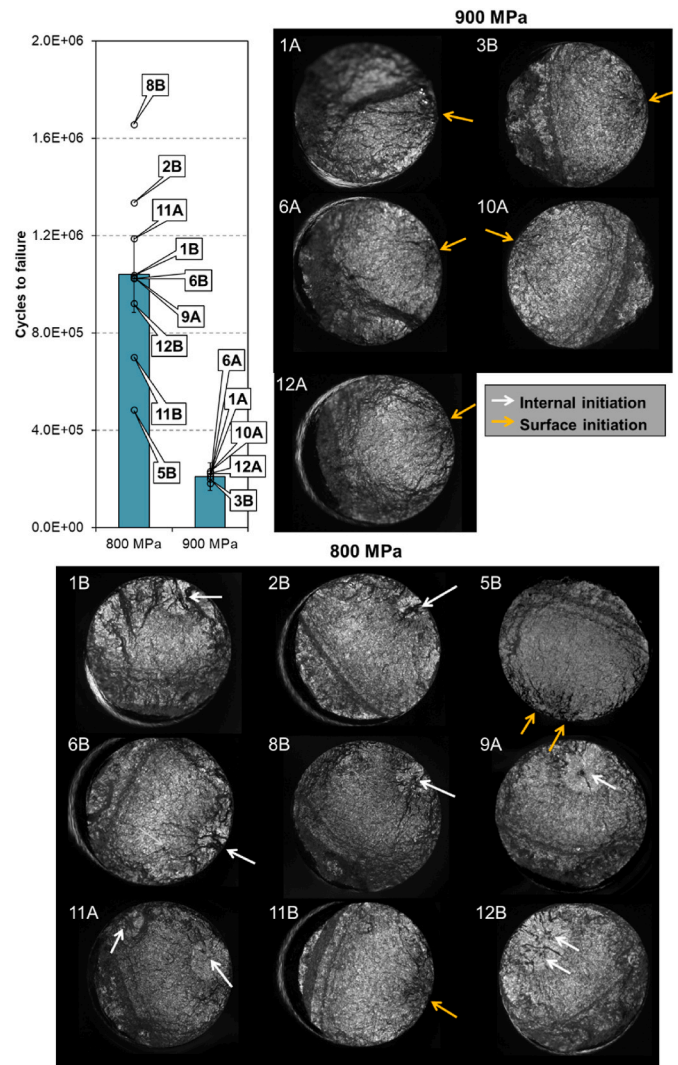 2.0E+06
1.6E+06
1.2E+06
8.0E+05
4.0E+05
0.0E+00
Cycles to failure
8B
2B
11A
1B
6B
9A
12B
11B
5B
6A
1A
10A
12A
3B
800 MPa
900 MPa
900 MPa
1A
3B
6A
10A
12A
Internal initiation
Surface initiation
800 MPa
1B
2B
5B
6B
8B
9A
11A
11B
12B